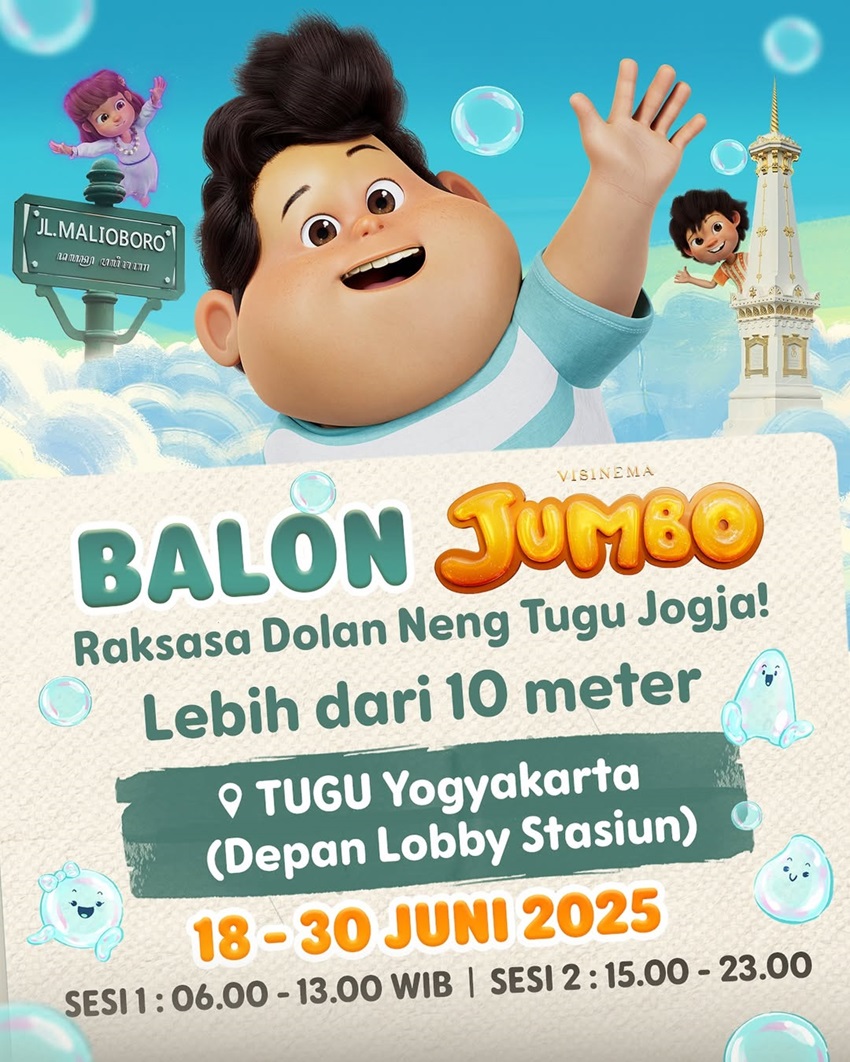 JL.MALIOBORO
VISINEMA
BALON JUMBO
Raksasa Dolan Neng Tugu Jogja!
Lebih dari 10 meter
TUGU Yogyakarta
(Depan Lobby Stasiun)
18 - 30 JUNI 2025
SESI 1 : 06.00 - 13.00 WIB | SESI 2 : 15.00 - 23.00